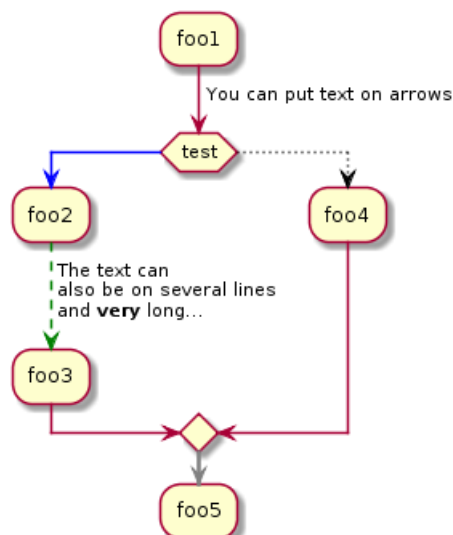 foo1
You can put text on arrows
test
foo2
foo4
The text can
also be on several lines
and very long...
foo3
foo5